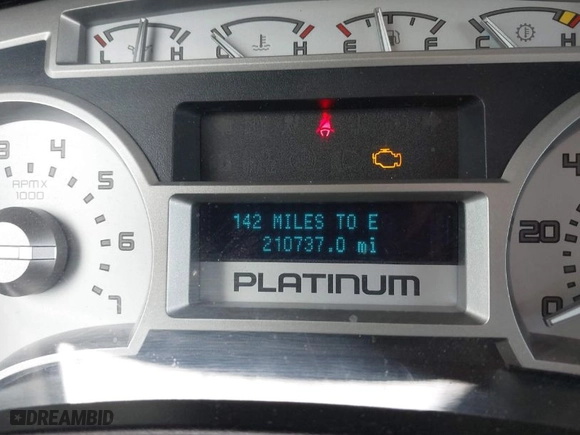 L H C H E F C H
3 4 5 6 7
RPM X
1000
142 MILES TO E
210737.0 mi
PLATINUM
20
0
DREAMBID